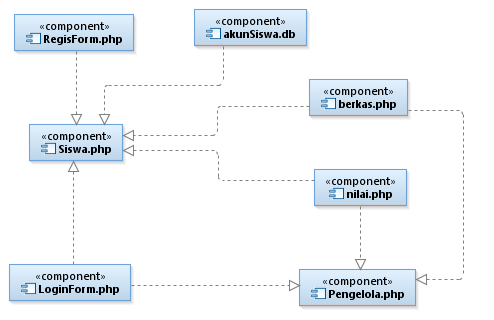 «component»
RegisForm.php
«component»
akunSiswa.db
«component»
berkas.php
«component»
Siswa.php
«component»
nilai.php
«component»
LoginForm.php
«component»
Pengelola.php